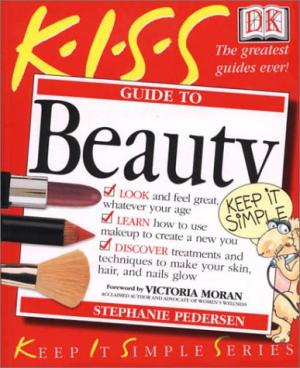 K•I•S•S
DK
The greatest
guides ever!
GUIDE TO
Beauty
LOOK and feel great,
whatever your age
KEEP IT
SIMPLE
LEARN how to use
makeup to create a new you
DISCOVER treatments and
techniques to make your skin,
hair, and nails glow
Foreword by VICTORIA MORAN
ACCLAIMED AUTHOR AND ADVOCATE OF WOMEN'S WELLNESS
STEPHANIE PEDERSEN
KEEP IT SIMPLE SERIES